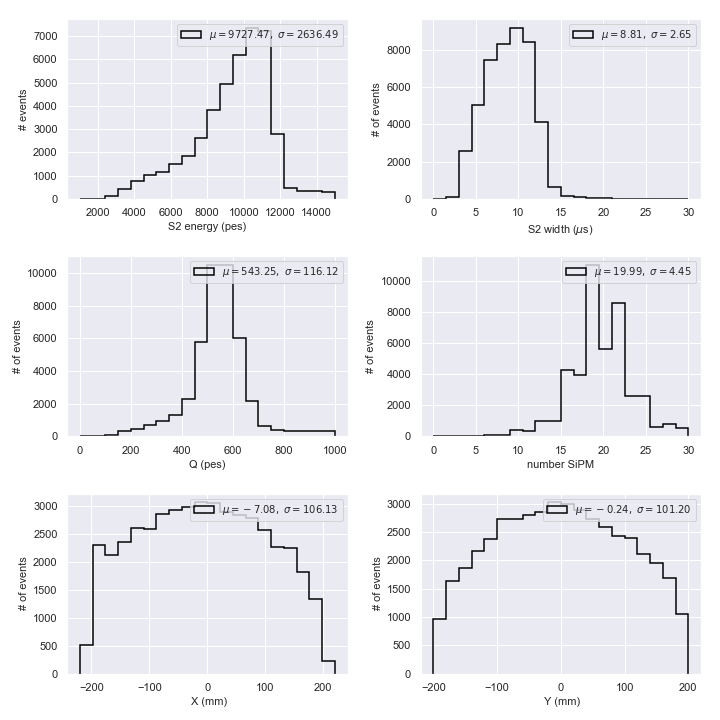 μ = 9727.47, σ = 2636.49
# events
7000
6000
5000
4000
3000
2000
1000
0
2000 4000 6000 8000 10000 12000 14000
S2 energy (pes)
μ = 8.81, σ = 2.65
# of events
8000
6000
4000
2000
0
0 5 10 15 20 25 30
S2 width (μs)
μ = 543.25, σ = 116.12
# of events
10000
8000
6000
4000
2000
0
0 200 400 600 800 1000
Q (pes)
μ = 19.99, σ = 4.45
# of events
10000
8000
6000
4000
2000
0
0 5 10 15 20 25 30
number SiPM
μ = −7.08, σ = 106.13
# of events
3000
2500
2000
1500
1000
500
0
−200 −100 0 100 200
X (mm)
μ = −0.24, σ = 101.20
# of events
3000
2500
2000
1500
1000
500
0
−200 −100 0 100 200
Y (mm)